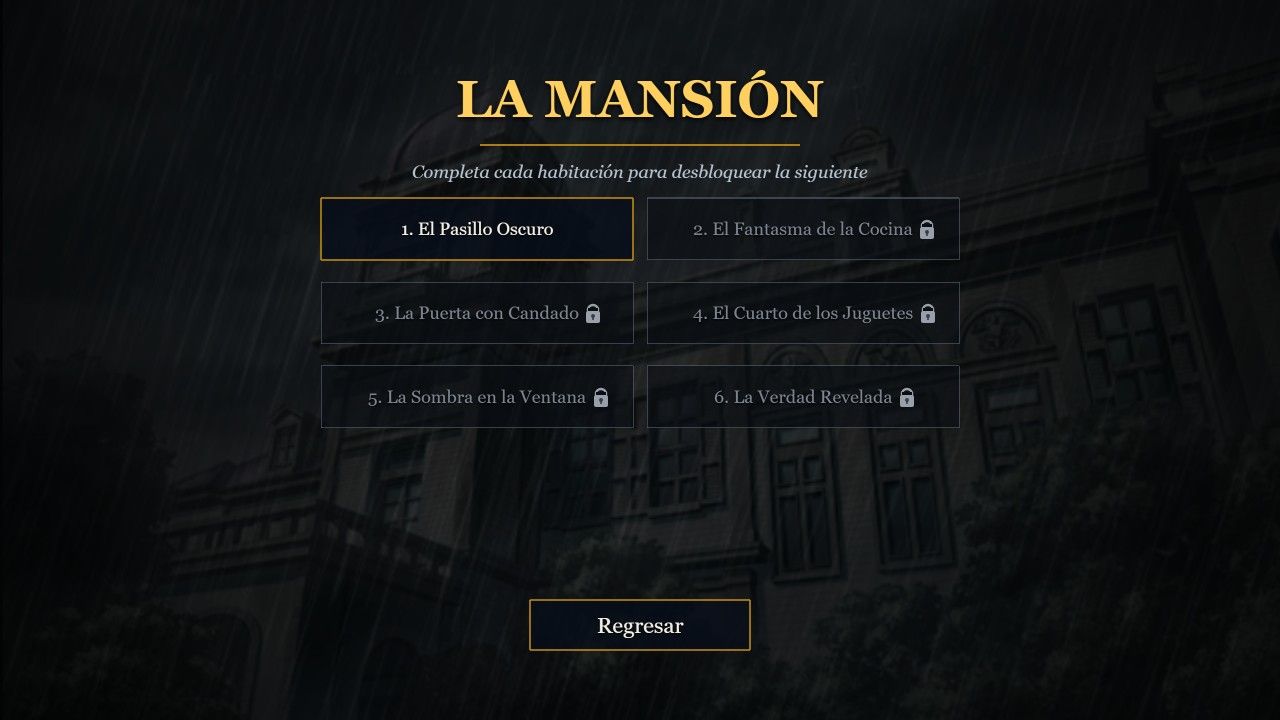 LA MANSIÓN
Completa cada habitación para desbloquear la siguiente
1. El Pasillo Oscuro
2. El Fantasma de la Cocina
3. La Puerta con Candado
4. El Cuarto de los Juguetes
5. La Sombra en la Ventana
6. La Verdad Revelada
Regresar